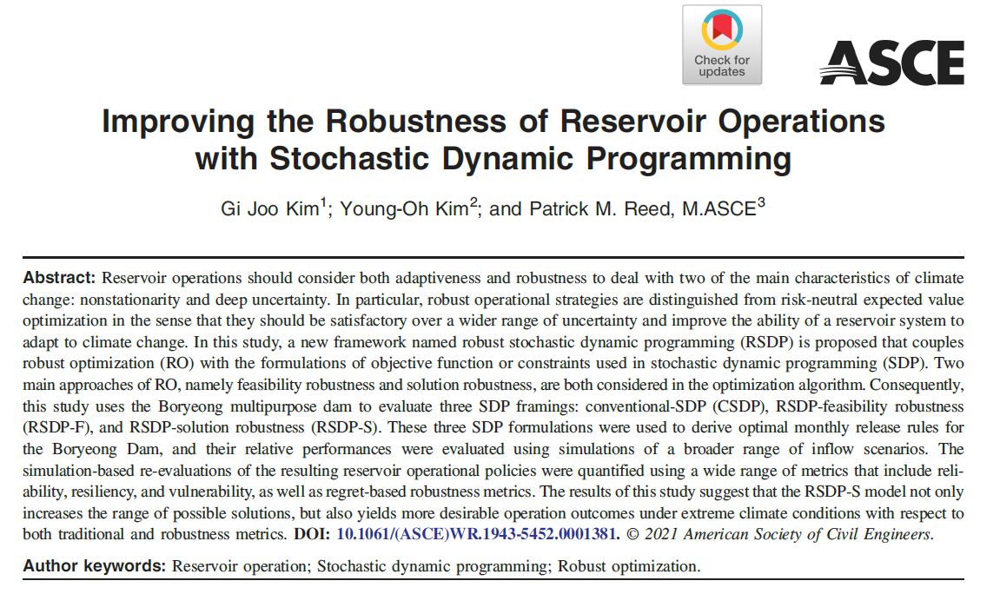 Check for
updates
ASCE
Improving the Robustness of Reservoir Operations
with Stochastic Dynamic Programming
Gi Joo Kim1; Young-Oh Kim2; and Patrick M. Reed, M.ASCE3
Abstract: Reservoir operations should consider both adaptiveness and robustness to deal with two of the main characteristics of climate
change: nonstationarity and deep uncertainty. In particular, robust operational strategies are distinguished from risk-neutral expected value
optimization in the sense that they should be satisfactory over a wider range of uncertainty and improve the ability of a reservoir system to
adapt to climate change. In this study, a new framework named robust stochastic dynamic programming (RSDP) is proposed that couples
robust optimization (RO) with the formulations of objective function or constraints used in stochastic dynamic programming (SDP). Two
main approaches of RO, namely feasibility robustness and solution robustness, are both considered in the optimization algorithm. Consequently,
this study uses the Boryeong multipurpose dam to evaluate three SDP framings: conventional-SDP (CSDP), RSDP-feasibility robustness
(RSDP-F), and RSDP-solution robustness (RSDP-S). These three SDP formulations were used to derive optimal monthly release rules for
the Boryeong Dam, and their relative performances were evaluated using simulations of a broader range of inflow scenarios. The
simulation-based re-evaluations of the resulting reservoir operational policies were quantified using a wide range of metrics that include reli-
ability, resiliency, and vulnerability, as well as regret-based robustness metrics. The results of this study suggest that the RSDP-S model not only
increases the range of possible solutions, but also yields more desirable operation outcomes under extreme climate conditions with respect to
both traditional and robustness metrics. DOI: 10.1061/(ASCE)WR.1943-5452.0001381. © 2021 American Society of Civil Engineers.
Author keywords: Reservoir operation; Stochastic dynamic programming; Robust optimization.